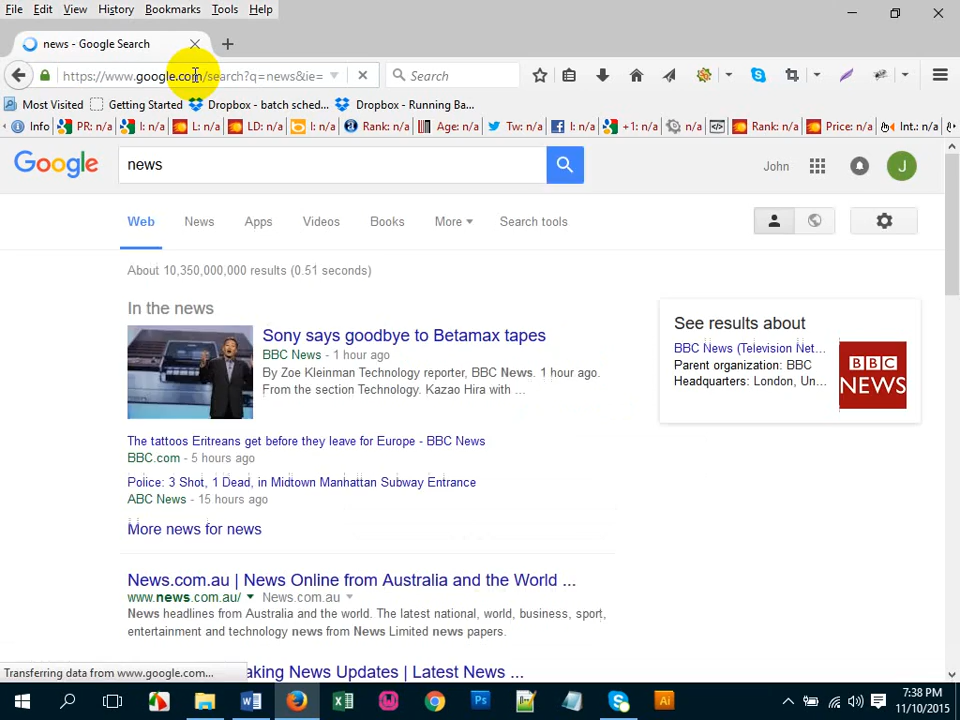 File Edit View History Bookmarks Tools Help
news - Google Search
https://www.google.com/search?q=news&ie=
Search
Most Visited Getting Started Dropbox - batch sched... Dropbox - Running Ba...
Info PR: n/a I: n/a L: n/a LD: n/a I: n/a Rank: n/a Age: n/a Tw: n/a I: n/a +1: n/a n/a Rank: n/a Price: n/a Int.: n/a
Google news John J
Web News Apps Videos Books More Search tools
About 10,350,000,000 results (0.51 seconds)
In the news
Sony says goodbye to Betamax tapes
BBC News - 1 hour ago
By Zoe Kleinman Technology reporter, BBC News. 1 hour ago.
From the section Technology. Kazao Hira with ...
The tattoos Eritreans get before they leave for Europe - BBC News
BBC.com - 5 hours ago
Police: 3 Shot, 1 Dead, in Midtown Manhattan Subway Entrance
ABC News - 15 hours ago
More news for news
See results about
BBC News (Television Net...
Parent organization: BBC
Headquarters: London, Un...
BBC
NEWS
News.com.au | News Online from Australia and the World ...
www.news.com.au/ News.com.au
News headlines from Australia and the world. The latest national, world, business, sport,
entertainment and technology news from News Limited news papers.
aking News Updates | Latest News ...
Transferring data from www.google.com...
7:38 PM
11/10/2015